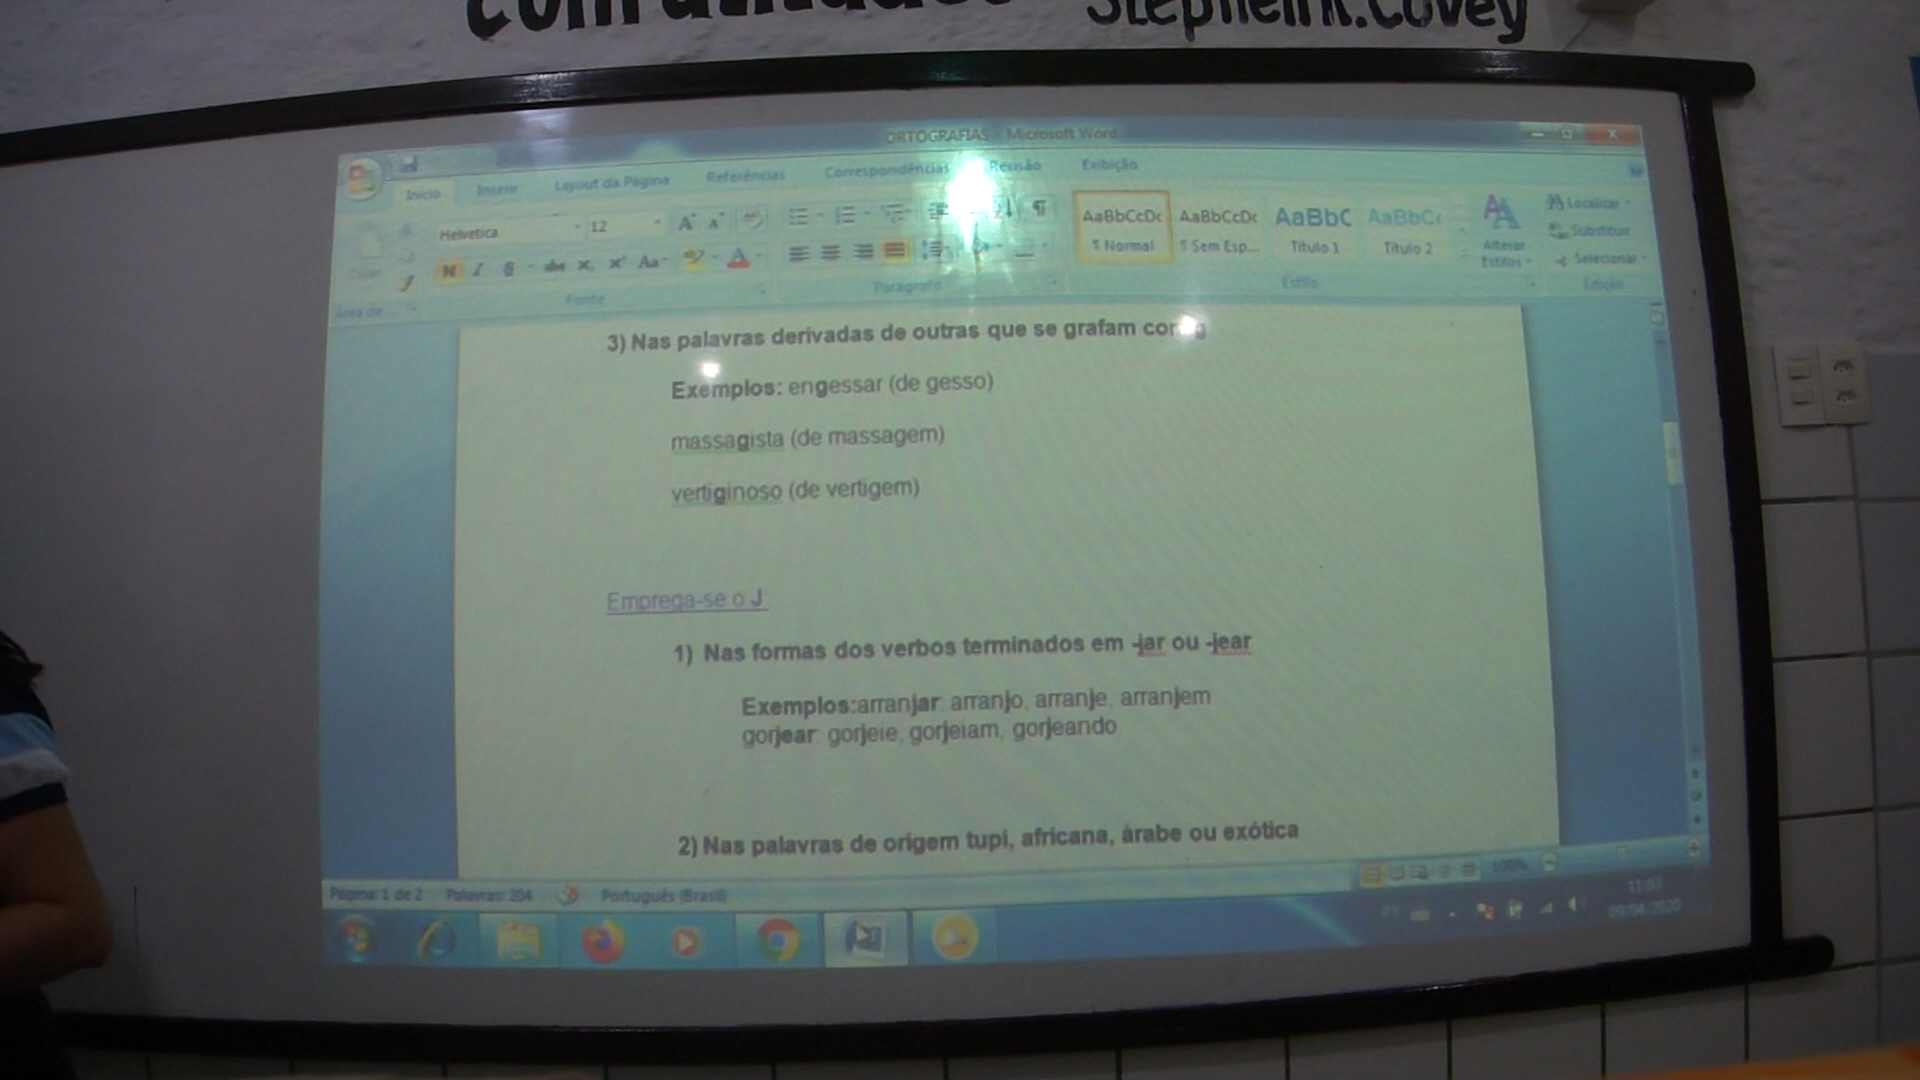 Stephen R. Covey
ORTOGRAFIAS - Microsoft Word
Início Inserir Layout da Página Referências Correspondências Revisão Exibição
Helvetica 12
AaBbCcDc AaBbCcDc AaBbC AaBbCc
¶ Normal ¶ Sem Esp... Título 1 Título 2
Alterar Estilos
Localizar
Substituir
Selecionar
Fonte Parágrafo Estilo Edição
3) Nas palavras derivadas de outras que se grafam com g
Exemplos: engessar (de gesso)
massagista (de massagem)
vertiginoso (de vertigem)
Emprega-se o J
1) Nas formas dos verbos terminados em -jar ou -jear
Exemplos:arranjar: arranjo, arranje, arranjem
gorjear: gorjeie, gorjeiam, gorjeando
2) Nas palavras de origem tupi, africana, árabe ou exótica
Página: 1 de 2 Palavras: 204 Português (Brasil) 100%
PT
09/04/2020